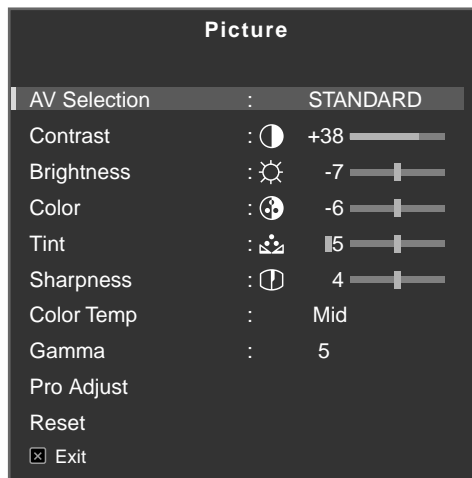 Picture
AV Selection : STANDARD
Contrast : +38
Brightness : -7
Color : -6
Tint : 5
Sharpness : 4
Color Temp : Mid
Gamma : 5
Pro Adjust
Reset
Exit